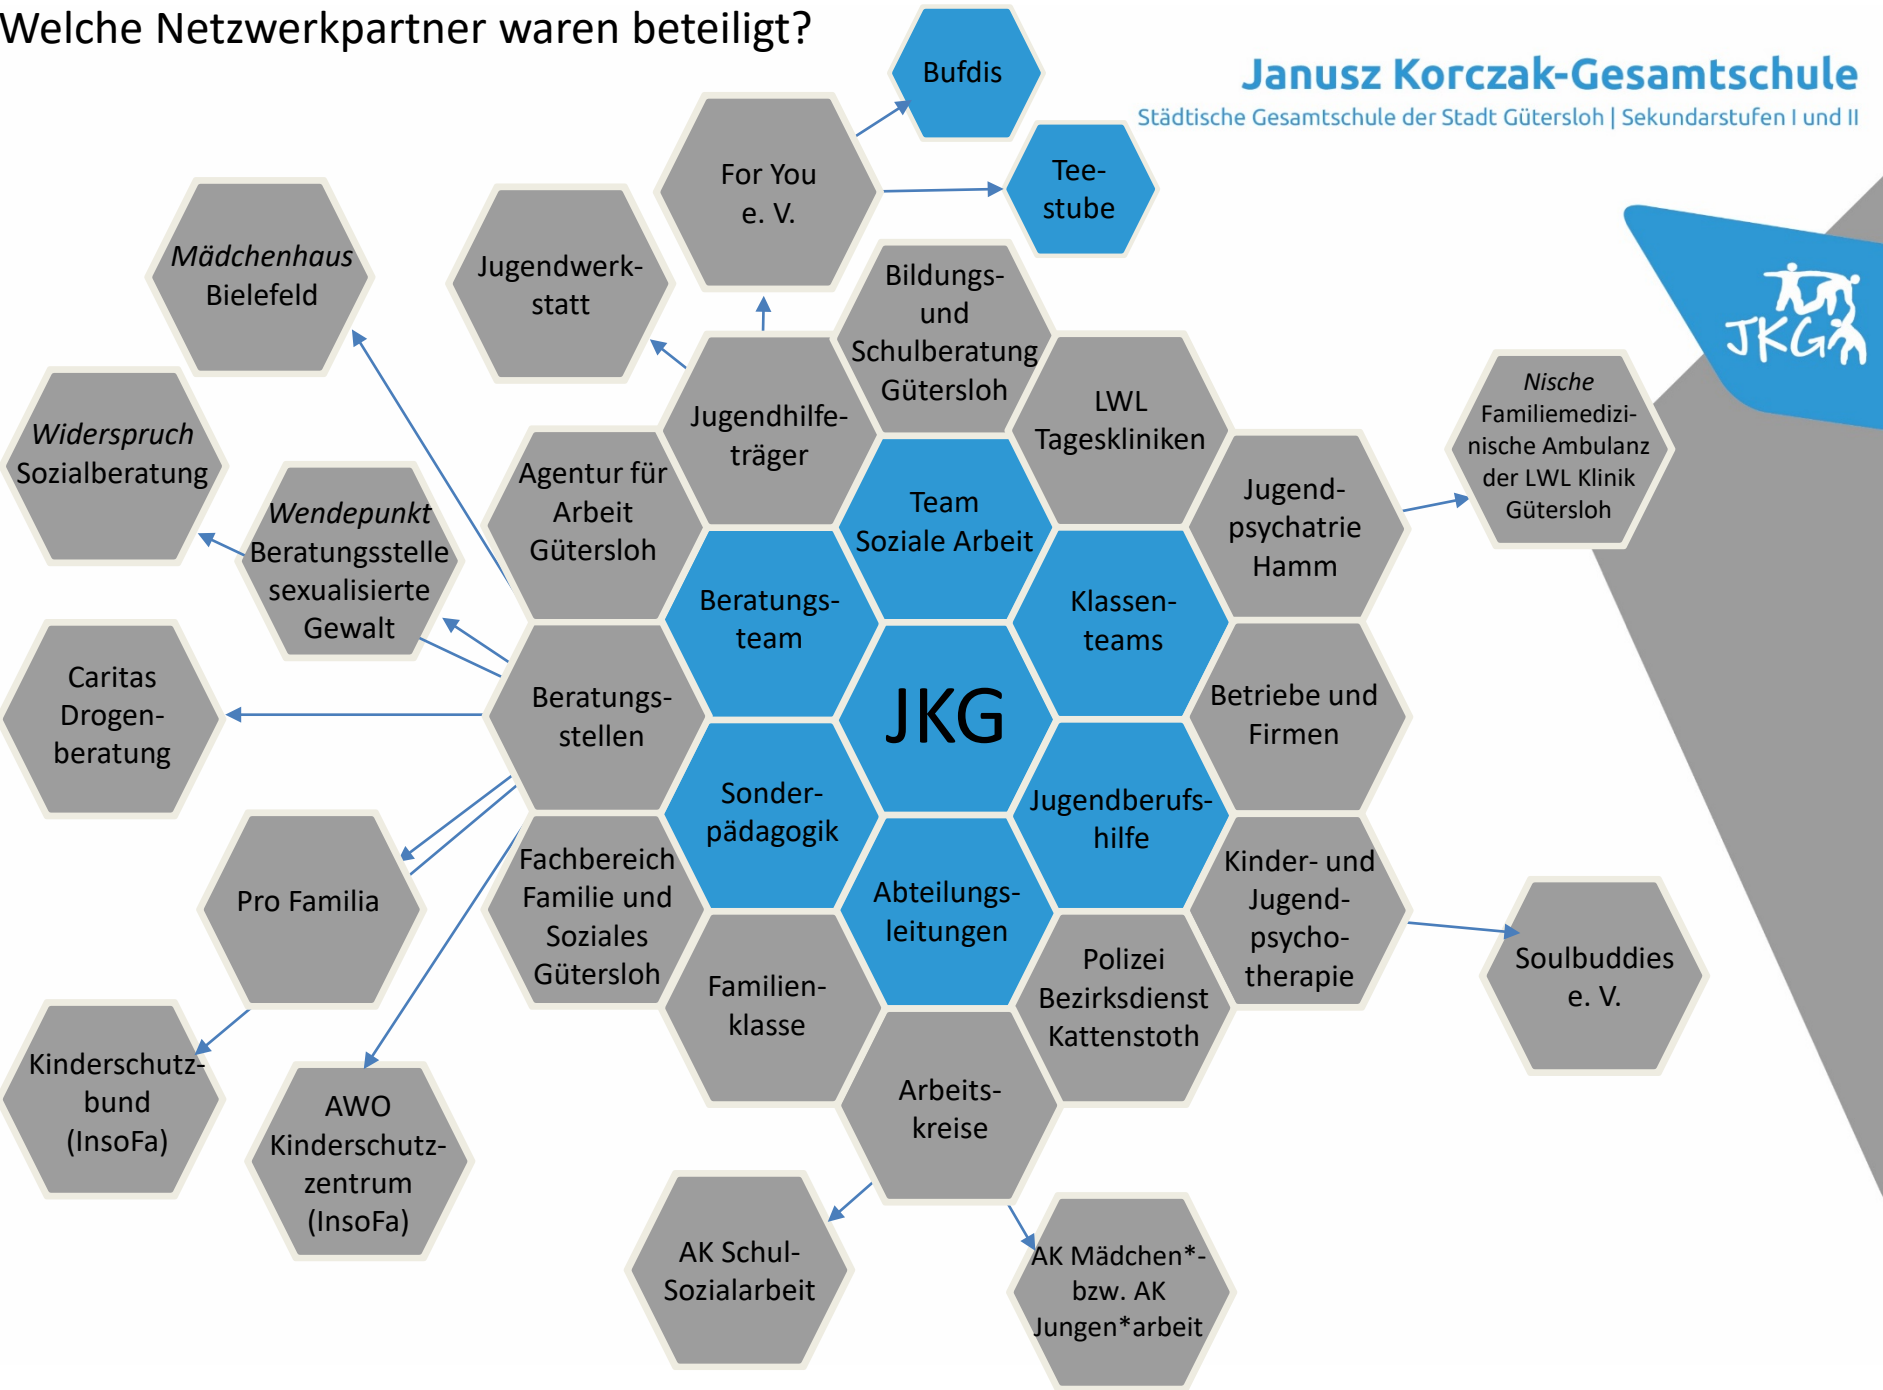 Welche Netzwerkpartner waren beteiligt?
Janusz Korczak-Gesamtschule
Städtische Gesamtschule der Stadt Gütersloh | Sekundarstufen I und II
JKG
Bufdis
Tee-
stube
For You
e. V.
Mädchenhaus
Bielefeld
Jugendwerk-
statt
Bildungs-
und
Schulberatung
Gütersloh
Jugendhilfe-
träger
LWL
Tageskliniken
Nische
Familiemedizi-
nische Ambulanz
der LWL Klinik
Gütersloh
Widerspruch
Sozialberatung
Agentur für
Arbeit
Gütersloh
Team
Soziale Arbeit
Jugend-
psychatrie
Hamm
Wendepunkt
Beratungsstelle
sexualisierte
Gewalt
Beratungs-
team
Klassen-
teams
Caritas
Drogen-
beratung
Beratungs-
stellen
JKG
Betriebe und
Firmen
Sonder-
pädagogik
Jugendberufs-
hilfe
Pro Familia
Fachbereich
Familie und
Soziales
Gütersloh
Abteilungs-
leitungen
Kinder- und
Jugend-
psycho-
therapie
Soulbuddies
e. V.
Familien-
klasse
Polizei
Bezirksdienst
Kattenstoth
Kinderschutz-
bund
(InsoFa)
AWO
Kinderschutz-
zentrum
(InsoFa)
Arbeits-
kreise
AK Schul-
Sozialarbeit
AK Mädchen*-
bzw. AK
Jungen*arbeit